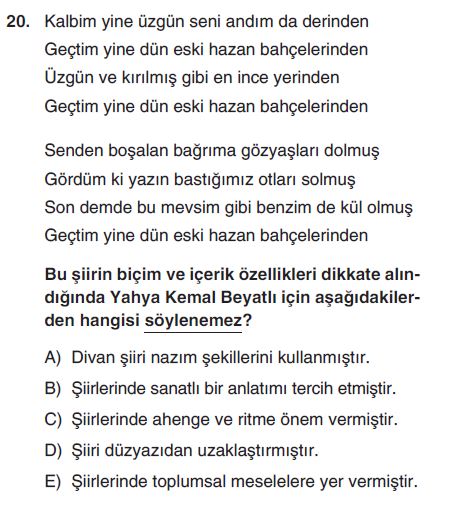 20. Kalbim yine üzgün seni andım da derinden
Geçtim yine dün eski hazan bahçelerinden
Üzgün ve kırılmış gibi en ince yerinden
Geçtim yine dün eski hazan bahçelerinden
Senden boşalan bağrıma gözyaşları dolmuş
Gördüm ki yazın bastığımız otları solmuş
Son demde bu mevsim gibi benzim de kül olmuş
Geçtim yine dün eski hazan bahçelerinden
Bu şiirin biçim ve içerik özellikleri dikkate alın-
dığında Yahya Kemal Beyatlı için aşağıdakiler-
den hangisi söylenemez?
A) Divan şiiri nazım şekillerini kullanmıştır.
B) Şiirlerinde sanatlı bir anlatımı tercih etmiştir.
C) Şiirlerinde ahenge ve ritme önem vermiştir.
D) Şiiri düzyazıdan uzaklaştırmıştır.
E) Şiirlerinde toplumsal meselelere yer vermiştir.